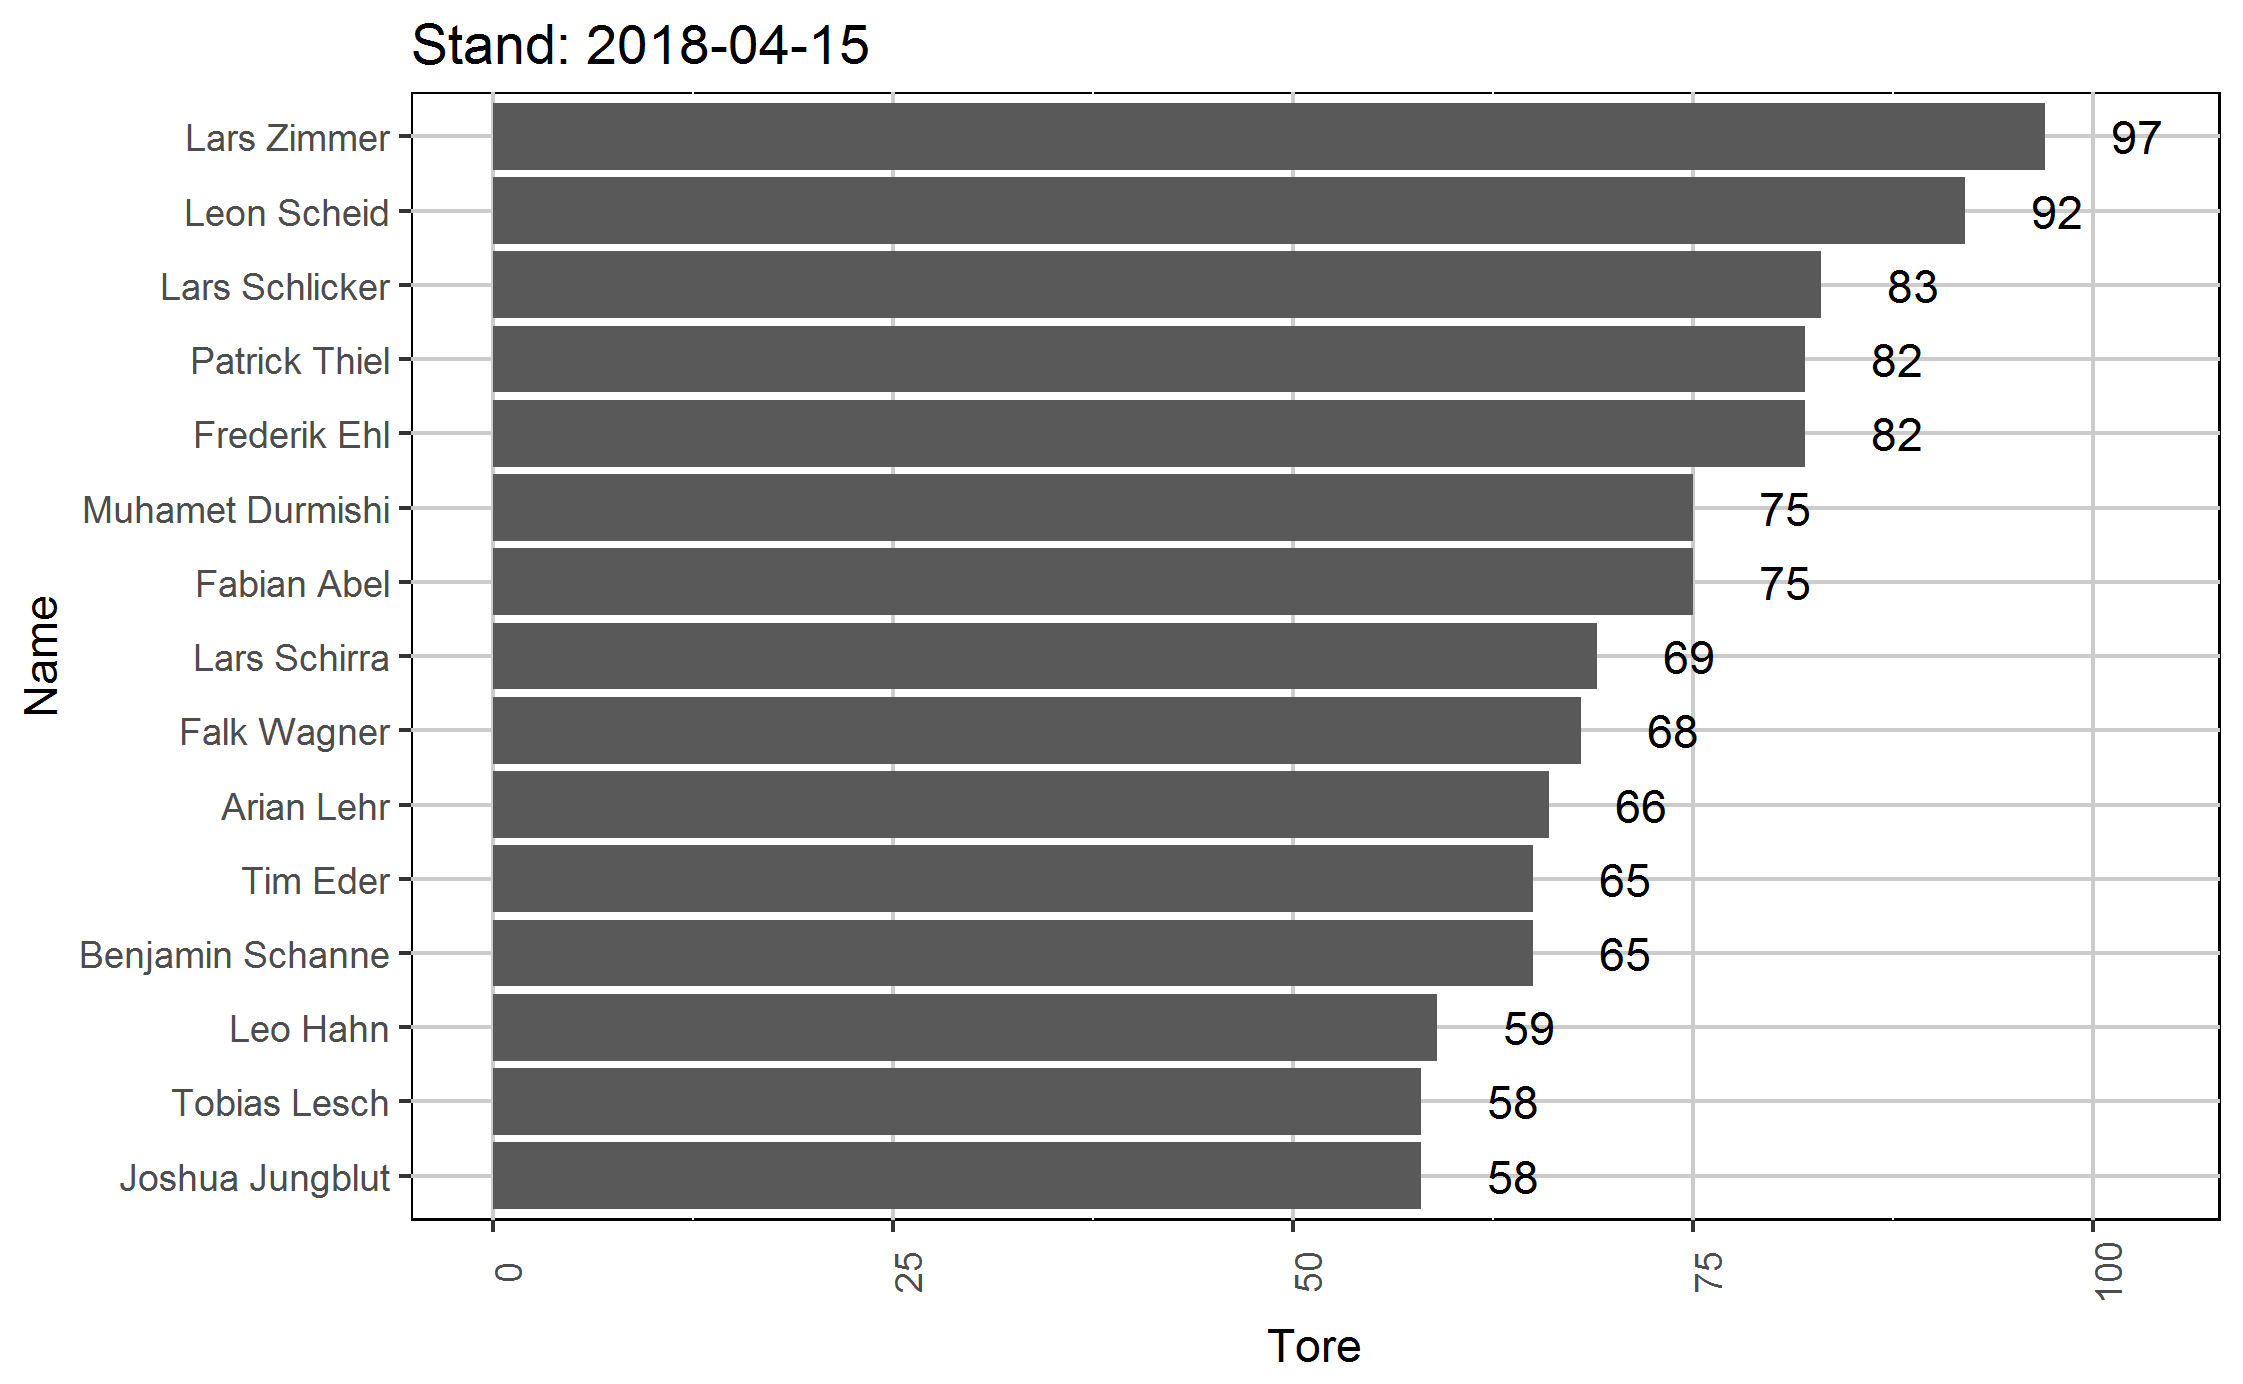 Stand: 2018-04-15
Name
Lars Zimmer 97
Leon Scheid 92
Lars Schlicker 83
Patrick Thiel 82
Frederik Ehl 82
Muhamet Durmishi 75
Fabian Abel 75
Lars Schirra 69
Falk Wagner 68
Arian Lehr 66
Tim Eder 65
Benjamin Schanne 65
Leo Hahn 59
Tobias Lesch 58
Joshua Jungblut 58
0 25 50 75 100
Tore